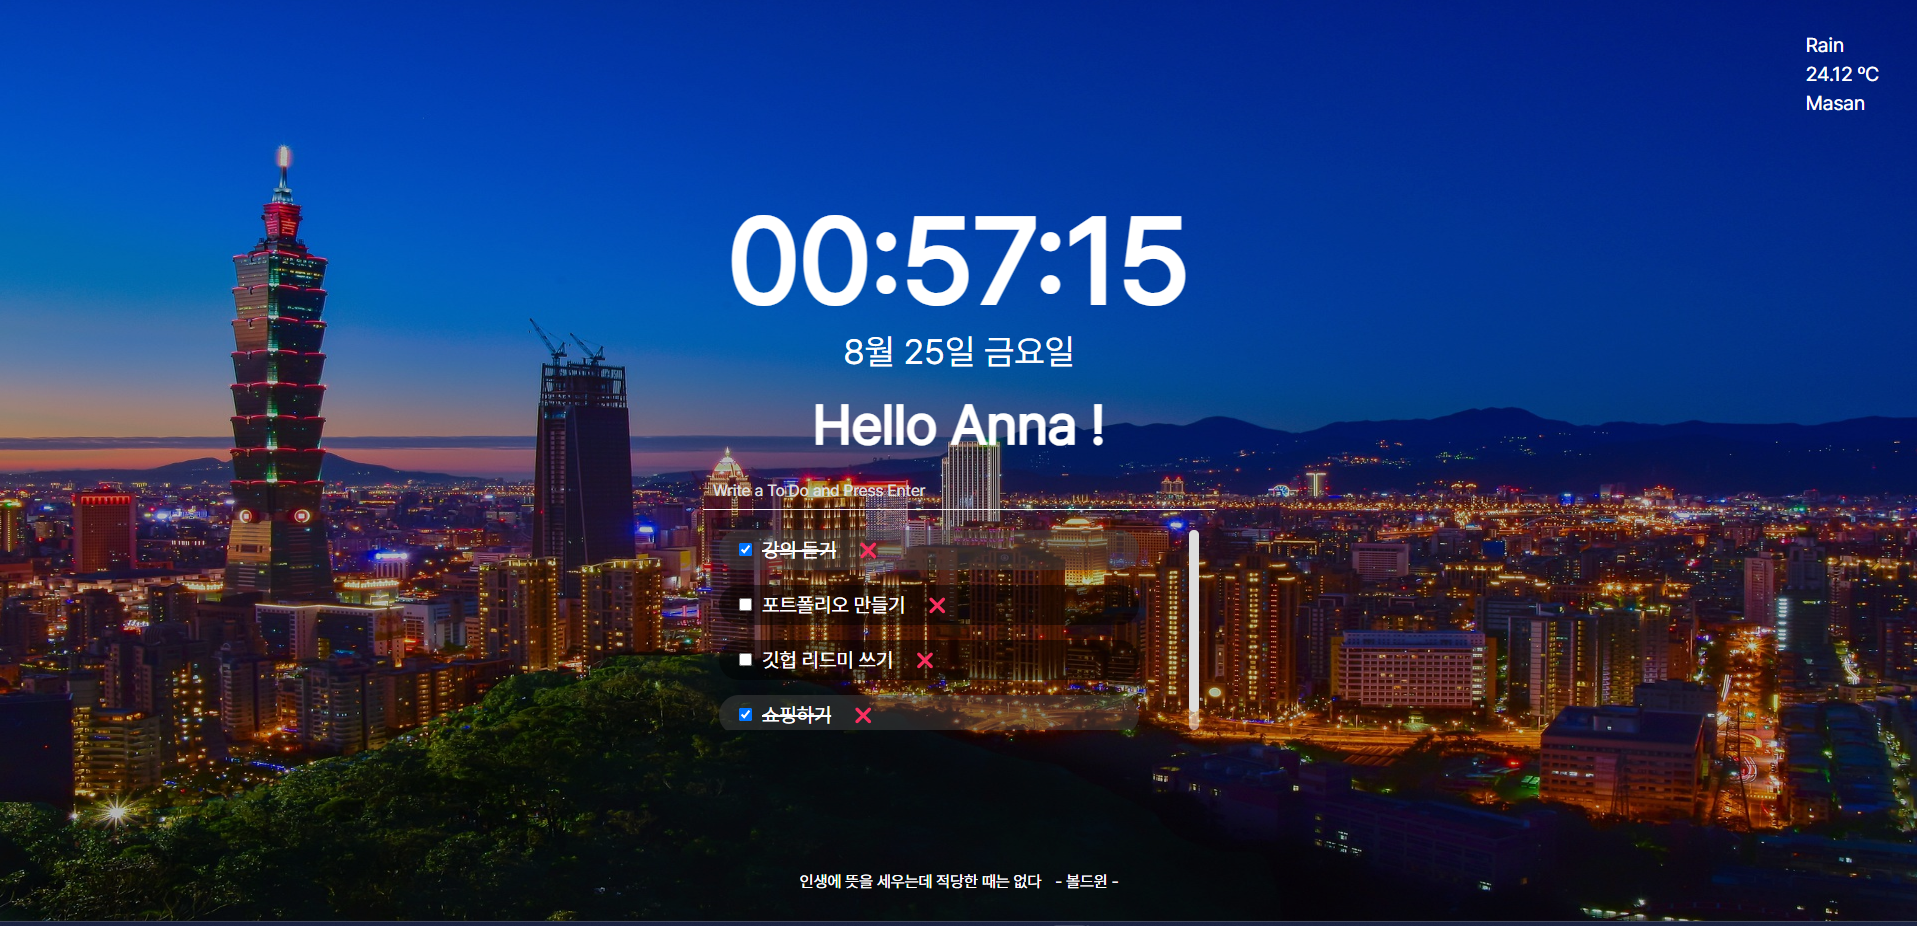 Rain
24.12 ºC
Masan
00:57:15
8월 25일 금요일
Hello Anna !
Write a To Do and Press Enter
강의 듣기
포트폴리오 만들기
깃헙 리드미 쓰기
쇼핑하기
인생에 뜻을 세우는데 적당한 때는 없다 - 볼드윈 -